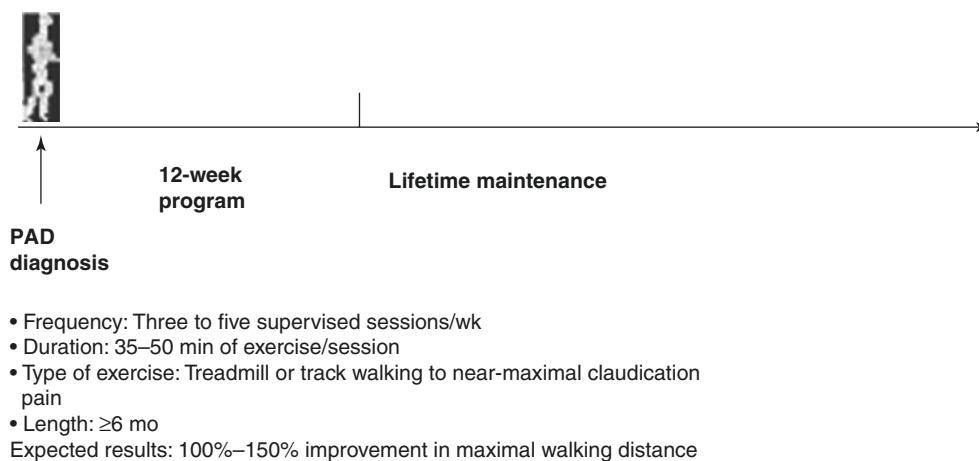 12-week
program
Lifetime maintenance
PAD
diagnosis
• Frequency: Three to five supervised sessions/wk
• Duration: 35–50 min of exercise/session
• Type of exercise: Treadmill or track walking to near-maximal claudication
pain
• Length: ≥6 mo
Expected results: 100%–150% improvement in maximal walking distance